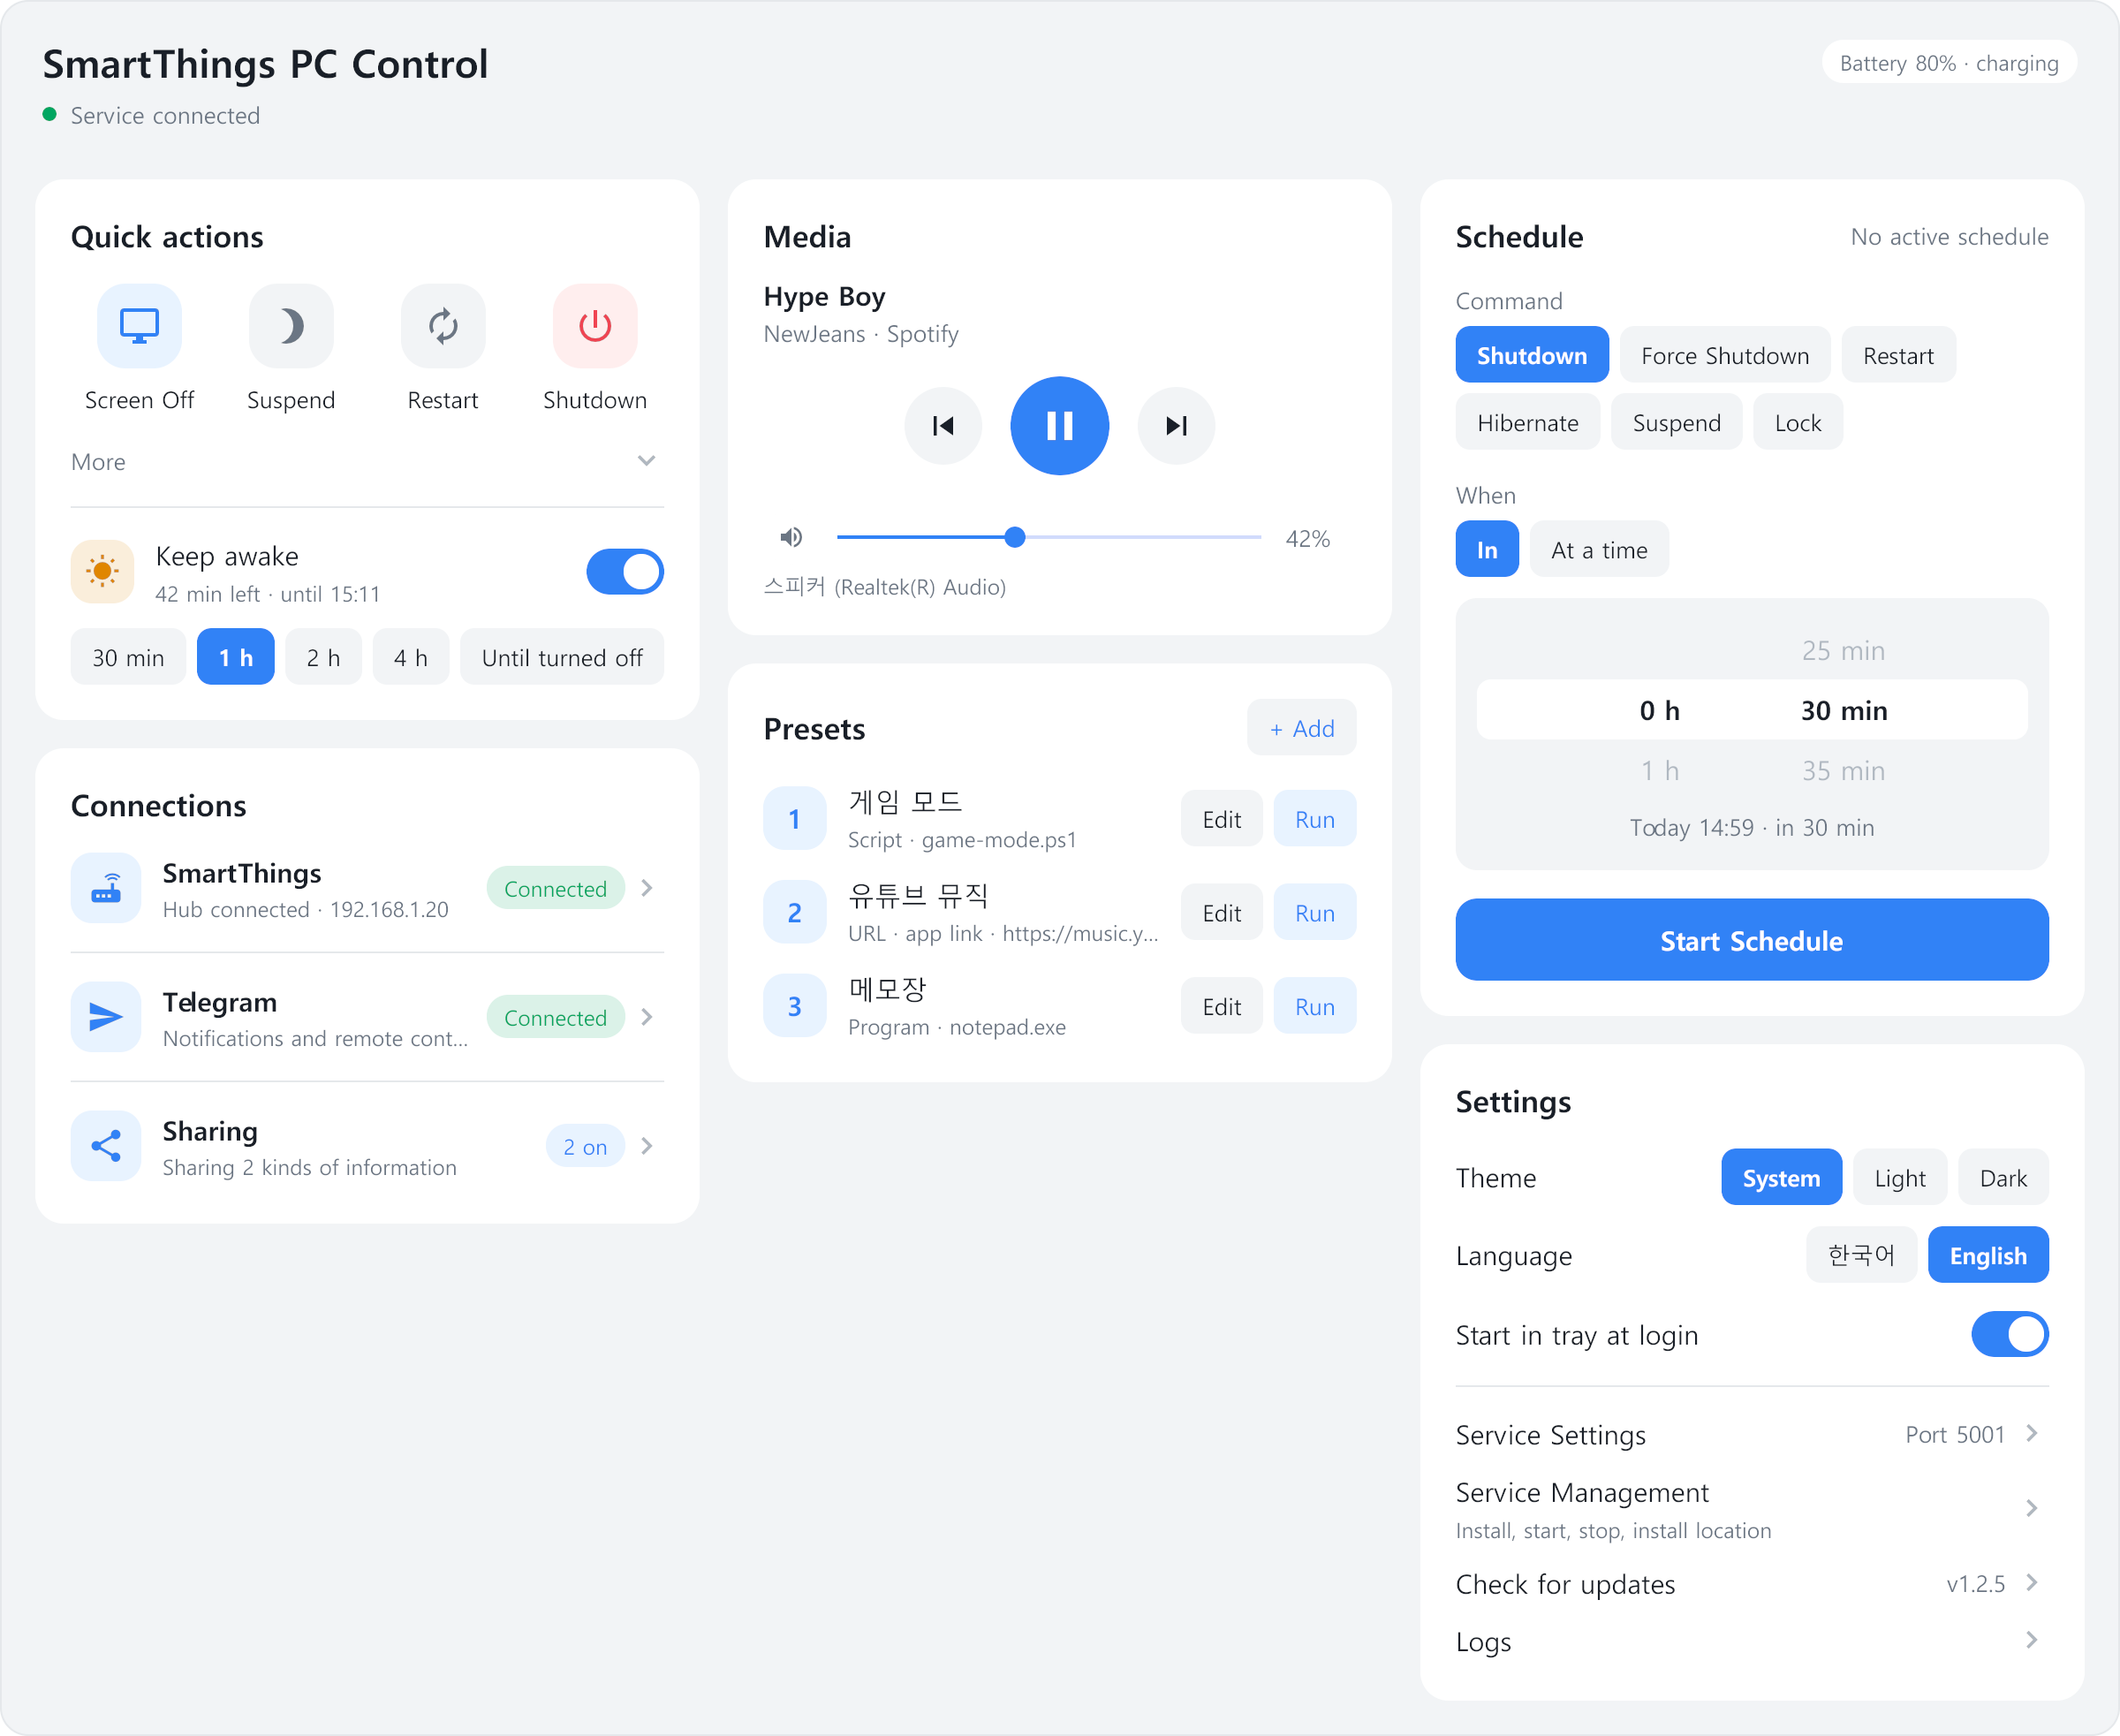 SmartThings PC Control
Service connected
Battery 80% · charging
Quick actions
Screen Off
Suspend
Restart
Shutdown
More
Keep awake
42 min left · until 15:11
30 min
1 h
2 h
4 h
Until turned off
Connections
SmartThings
Hub connected · 192.168.1.20
Connected
Telegram
Notifications and remote cont...
Connected
Sharing
Sharing 2 kinds of information
2 on
Media
Hype Boy
NewJeans · Spotify
42%
스피커 (Realtek(R) Audio)
Presets
+ Add
1
게임 모드
Script · game-mode.ps1
Edit
Run
2
유튜브 뮤직
URL · app link · https://music.y...
Edit
Run
3
메모장
Program · notepad.exe
Edit
Run
Schedule
No active schedule
Command
Shutdown
Force Shutdown
Restart
Hibernate
Suspend
Lock
When
In
At a time
25 min
0 h
30 min
1 h
35 min
Today 14:59 · in 30 min
Start Schedule
Settings
Theme
System
Light
Dark
Language
한국어
English
Start in tray at login
Service Settings
Port 5001
Service Management
Install, start, stop, install location
Check for updates
v1.2.5
Logs